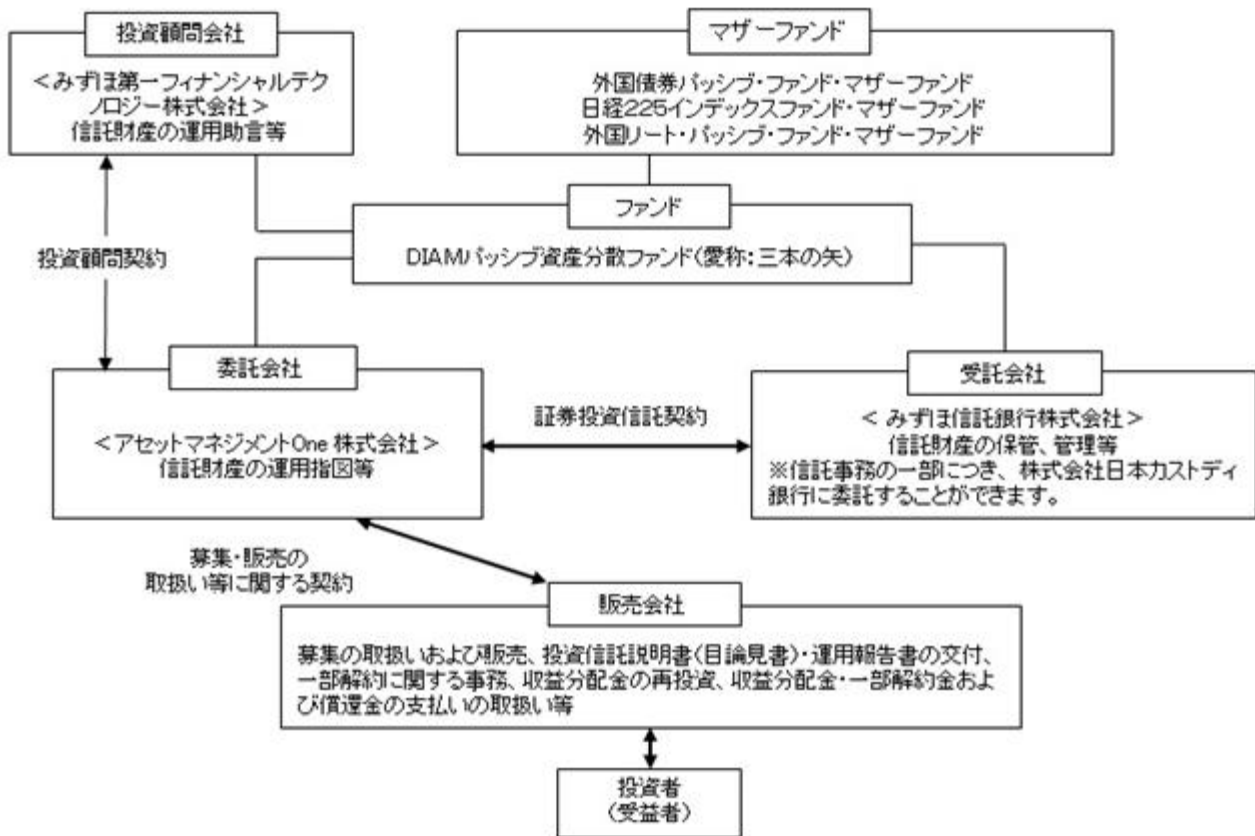 投資顧問会社
＜みずほ第一フィナンシャルテク
ノロジー株式会社＞
信託財産の運用助言等
マザーファンド
外国債券パッシブ・ファンド・マザーファンド
日経225インデックスファンド・マザーファンド
外国リート・パッシブ・ファンド・マザーファンド
ファンド
DIAMパッシブ資産分散ファンド(愛称：三本の矢)
投資顧問契約
委託会社
＜アセットマネジメントOne 株式会社＞
信託財産の運用指図等
証券投資信託契約
受託会社
＜ みずほ信託銀行株式会社＞
信託財産の保管、管理等
※信託事務の一部につき、株式会社日本カストディ
銀行に委託することができます。
募集・販売の
取扱い等に関する契約
販売会社
募集の取扱いおよび販売、投資信託説明書(目論見書)・運用報告書の交付、
一部解約に関する事務、収益分配金の再投資、収益分配金・一部解約金およ
び償還金の支払いの取扱い等
投資者
(受益者)